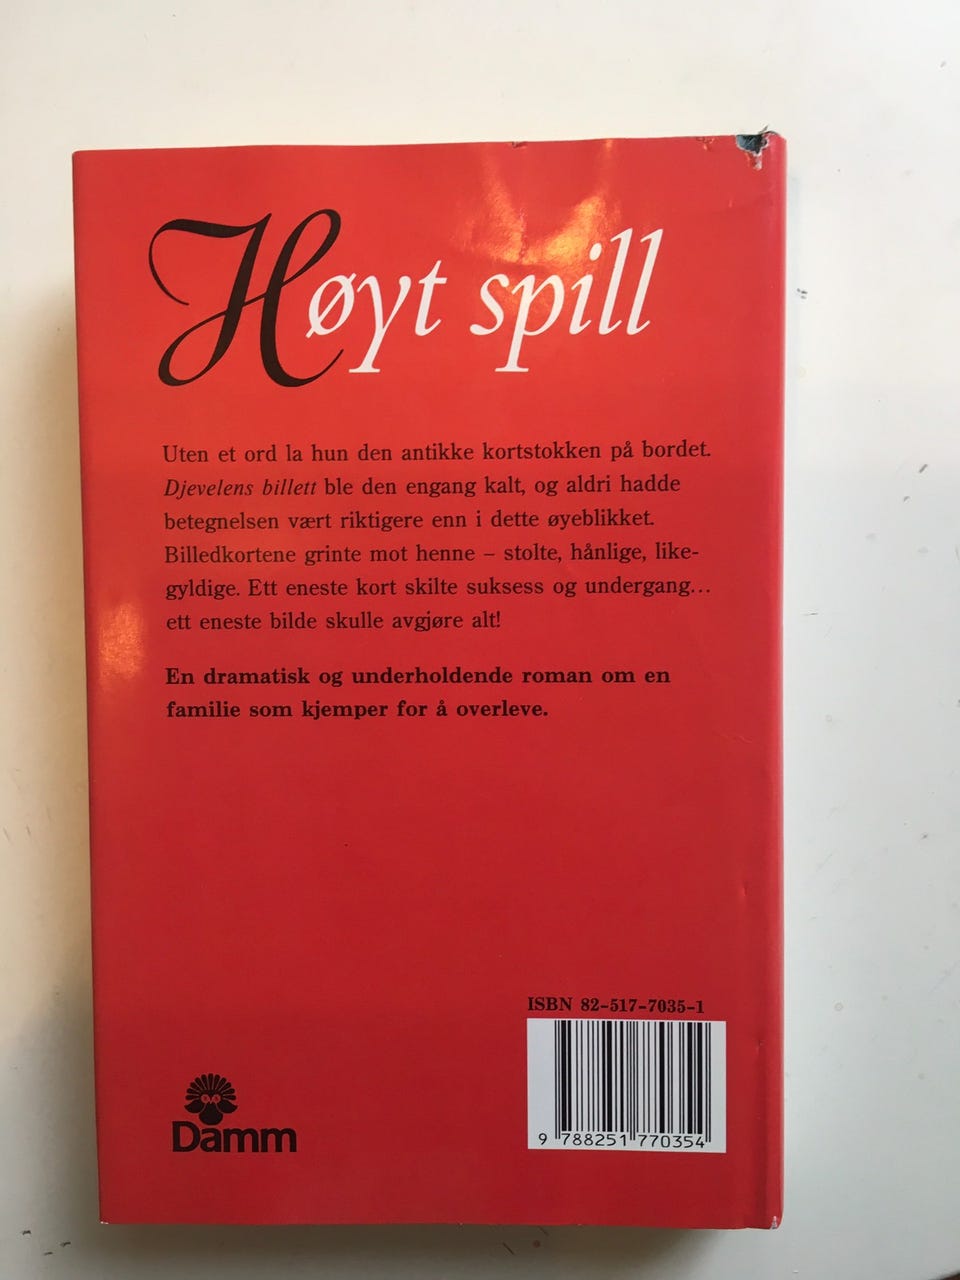 Høyt spill
Uten et ord la hun den antikke kortstokken på bordet.
Djevelens billett ble den engang kalt, og aldri hadde
betegnelsen vært riktigere enn i dette øyeblikket.
Billedkortene grinte mot henne – stolte, hånlige, like-
gyldige. Ett eneste kort skilte suksess og undergang...
ett eneste bilde skulle avgjøre alt!
En dramatisk og underholdende roman om en
familie som kjemper for å overleve.
ISBN 82-517-7035-1
9 788251 770354
Damm